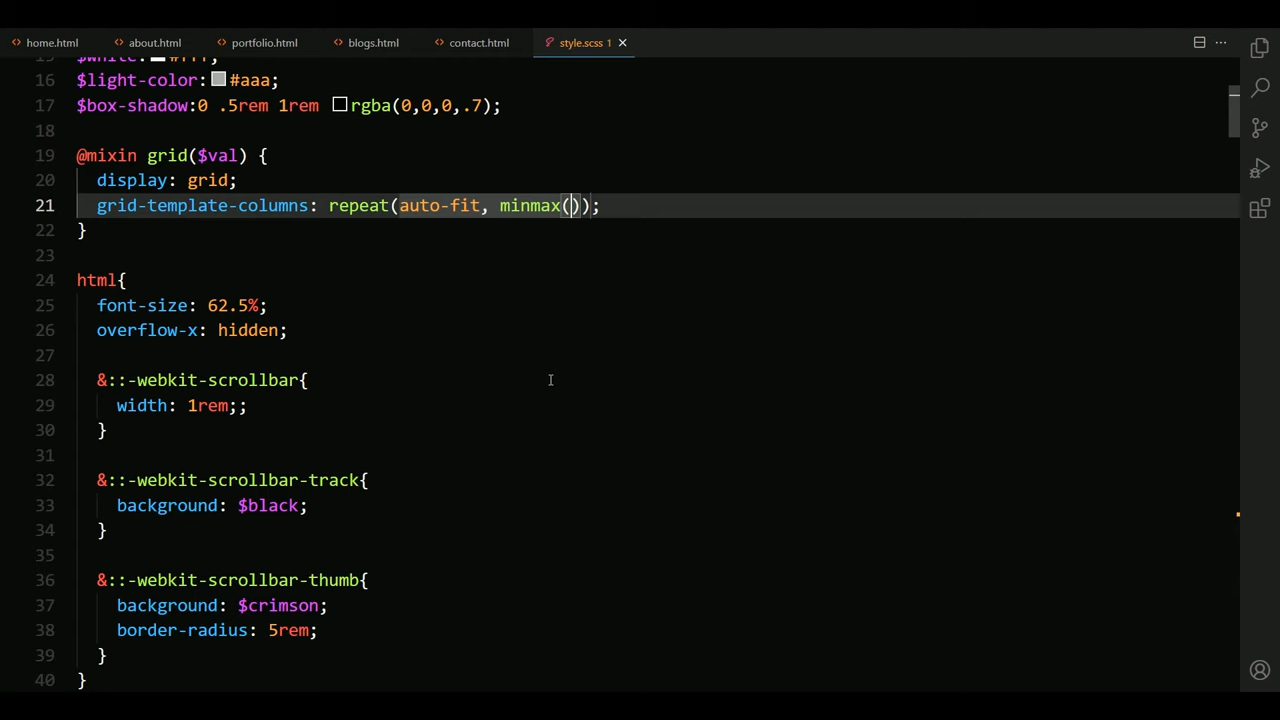 home.html about.html portfolio.html blogs.html contact.html style.scss 1
$white: #fff;
16 $light-color: #aaa;
17 $box-shadow:0 .5rem 1rem rgba(0,0,0,.7);
18
19 @mixin grid($val) {
20 display: grid;
21 grid-template-columns: repeat(auto-fit, minmax());
22 }
23
24 html{
25 font-size: 62.5%;
26 overflow-x: hidden;
27
28 &::-webkit-scrollbar{
29 width: 1rem;;
30 }
31
32 &::-webkit-scrollbar-track{
33 background: $black;
34 }
35
36 &::-webkit-scrollbar-thumb{
37 background: $crimson;
38 border-radius: 5rem;
39 }
40 }